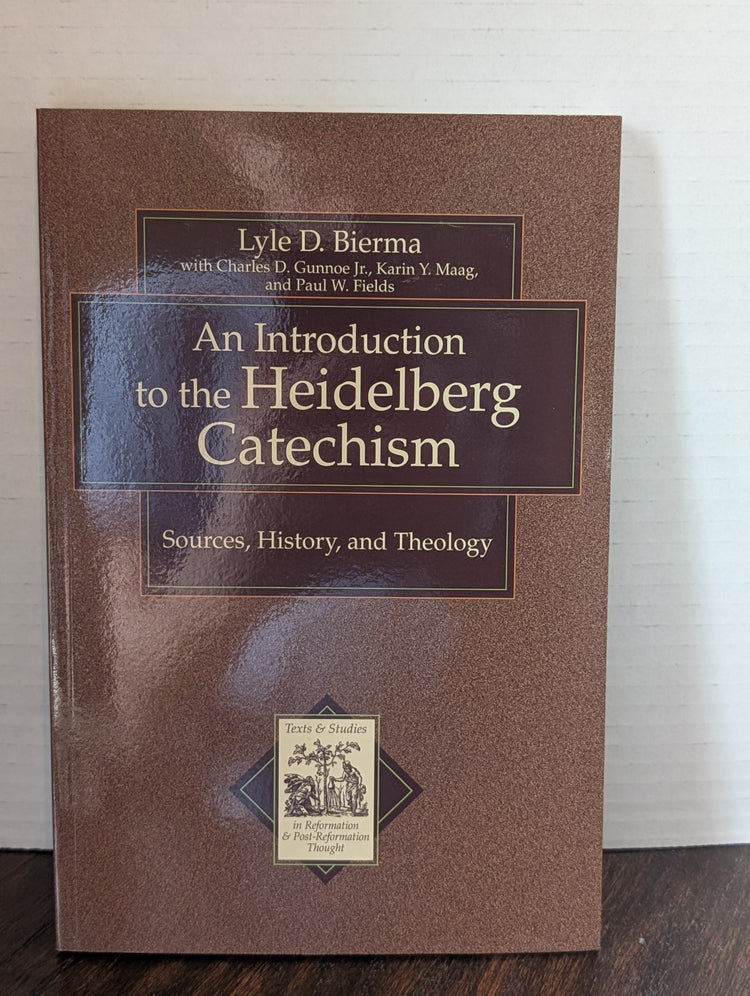 Lyle D. Bierma
with Charles D. Gunnoe Jr., Karin Y. Maag,
and Paul W. Fields
An Introduction
to the Heidelberg
Catechism
Sources, History, and Theology
Texts & Studies
in Reformation
& Post-Reformation
Thought